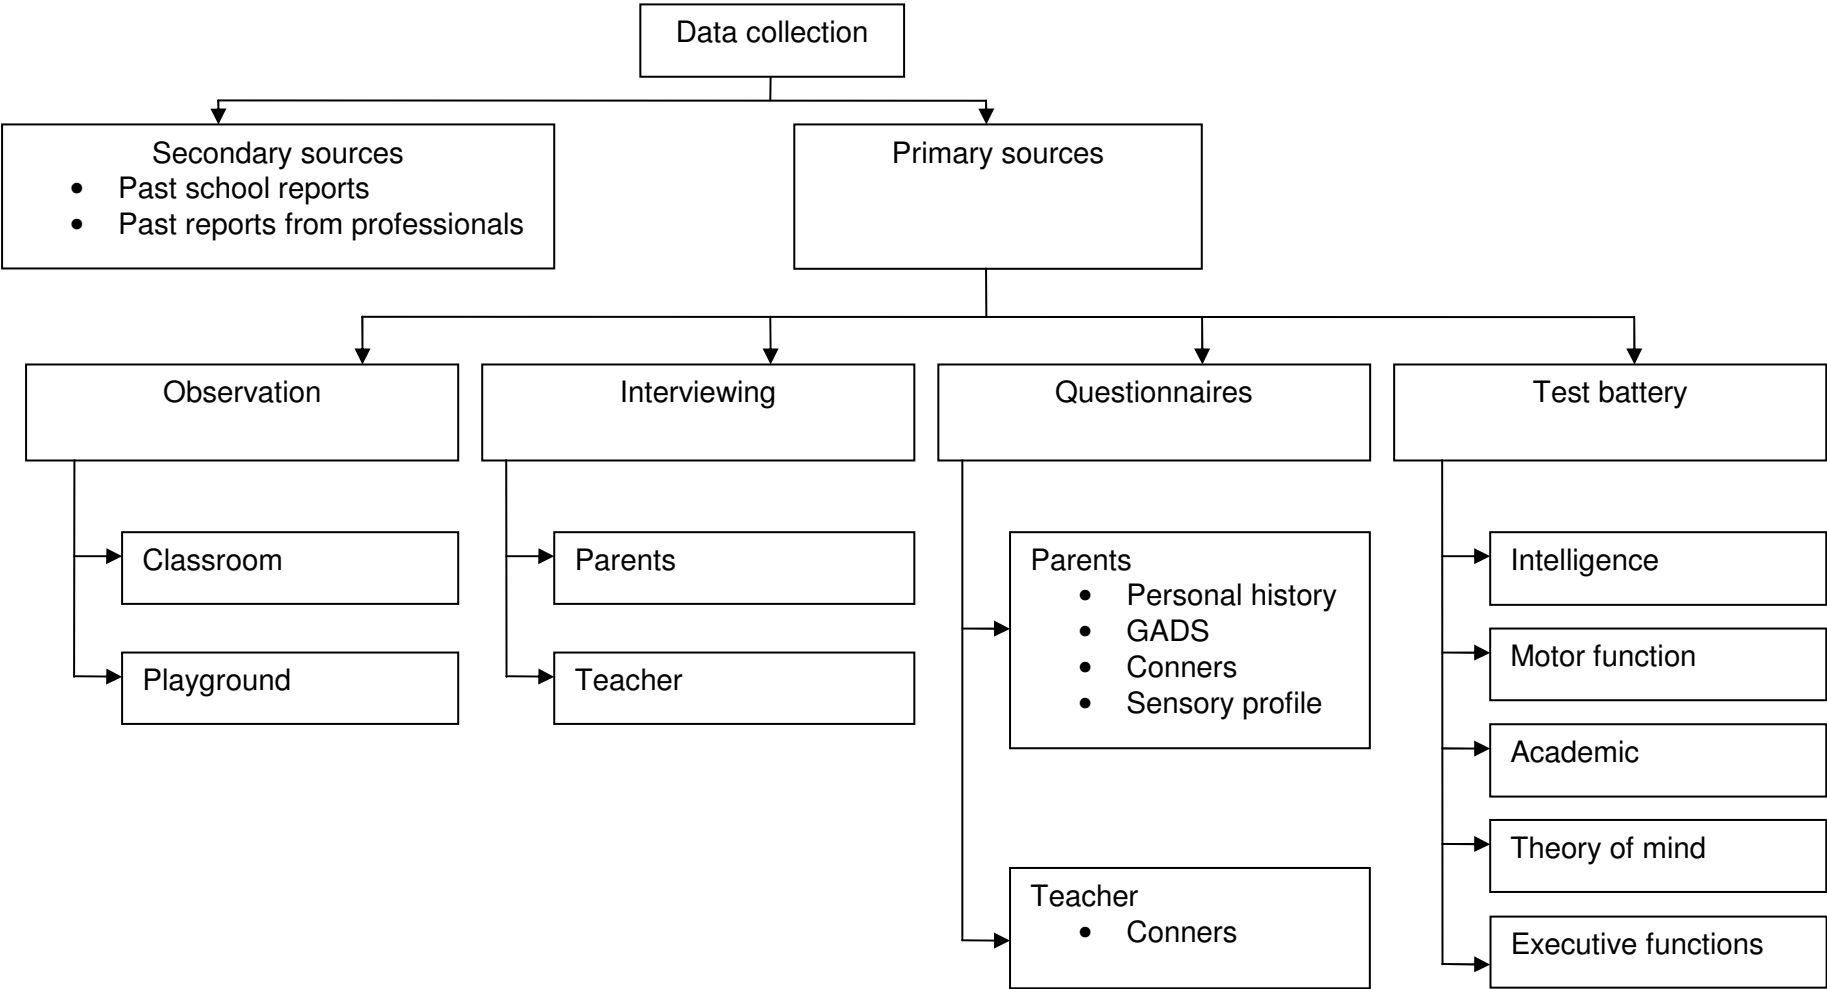 Data collection
Secondary sources
• Past school reports
• Past reports from professionals
Primary sources
Observation
Interviewing
Questionnaires
Test battery
Classroom
Playground
Parents
Teacher
Parents
• Personal history
• GADS
• Conners
• Sensory profile
Teacher
• Conners
Intelligence
Motor function
Academic
Theory of mind
Executive functions